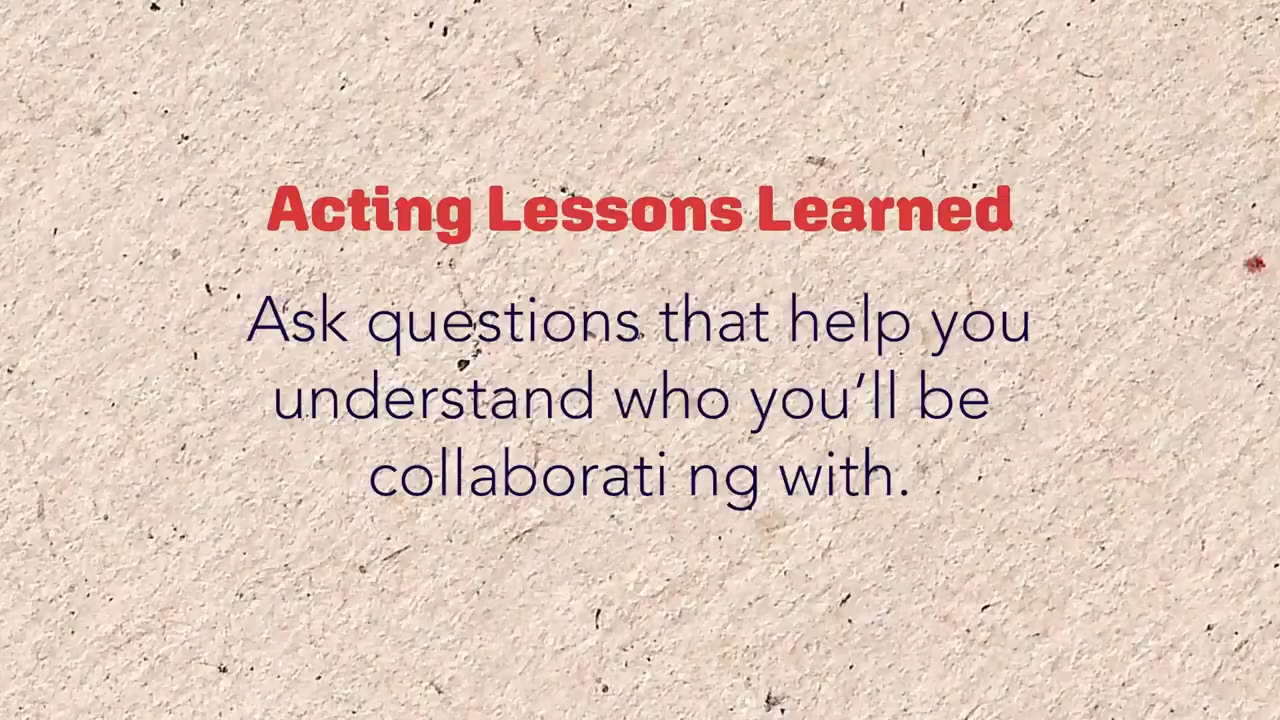 Acting Lessons Learned
Ask questions that help you
understand who you’ll be
collaborati ng with.